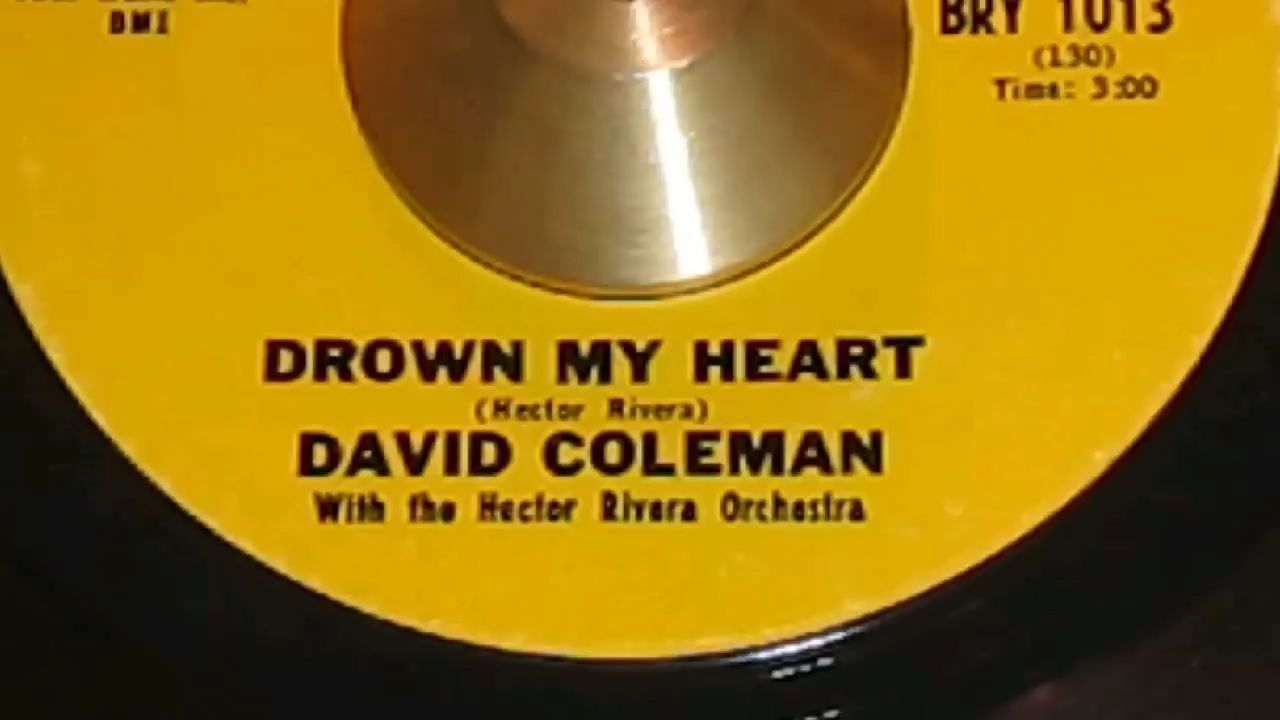 BMI
BRY 1013
(130)
Time: 3:00
DROWN MY HEART
(Hector Rivera)
DAVID COLEMAN
With the Hector Rivera Orchestra